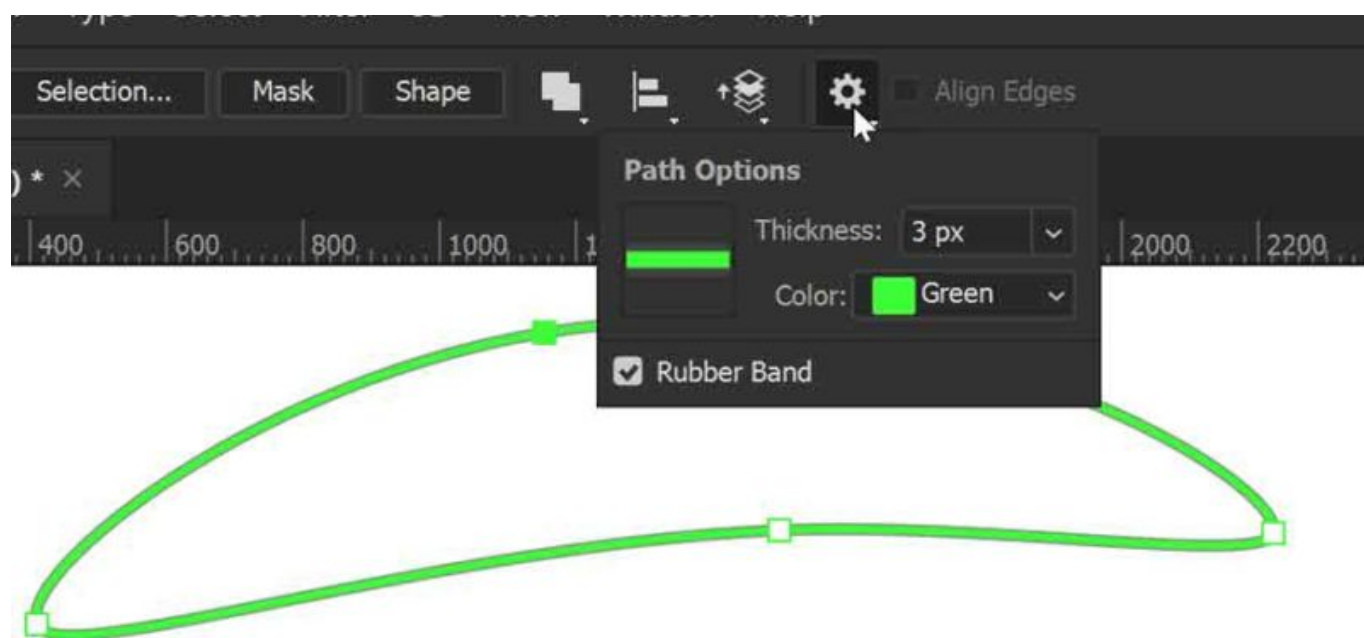 Selection... Mask Shape Align Edges
) * ×
Path Options
400 600 800 1000 1 2000 2200
Thickness: 3 px
Color: Green
Rubber Band